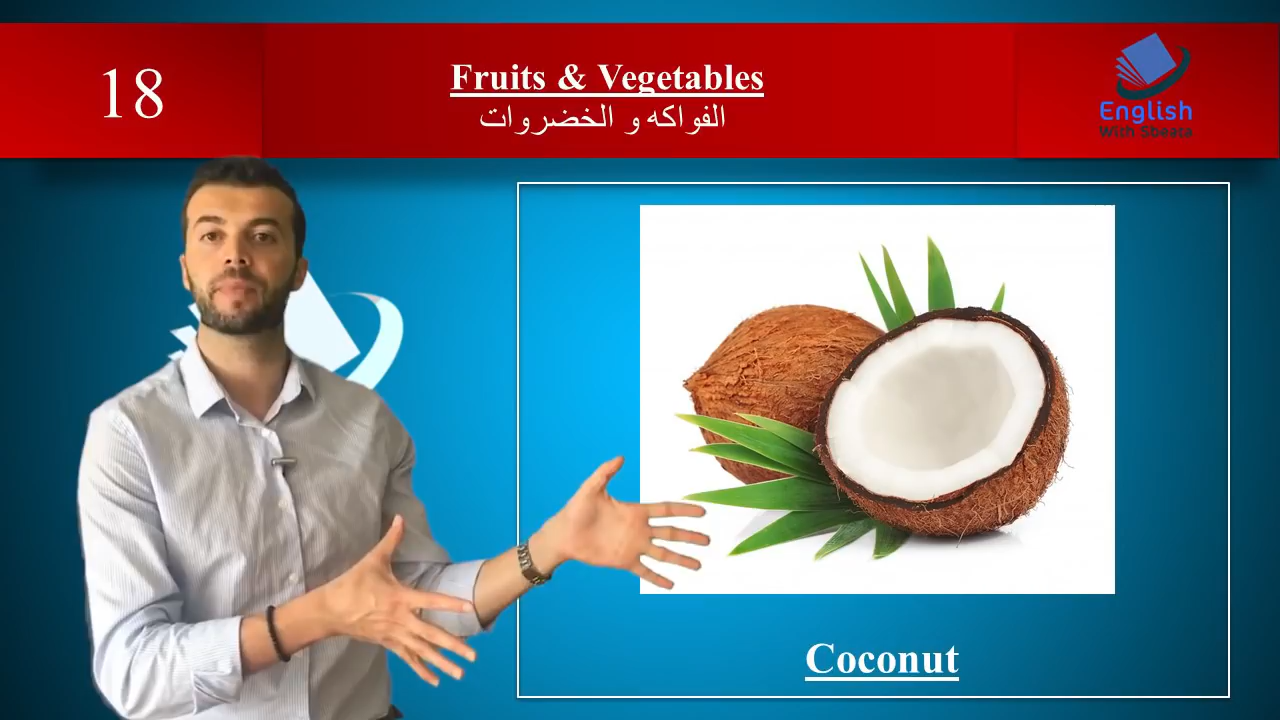 18
Fruits & Vegetables
الفواكه و الخضروات
English
With Sbeata
Coconut